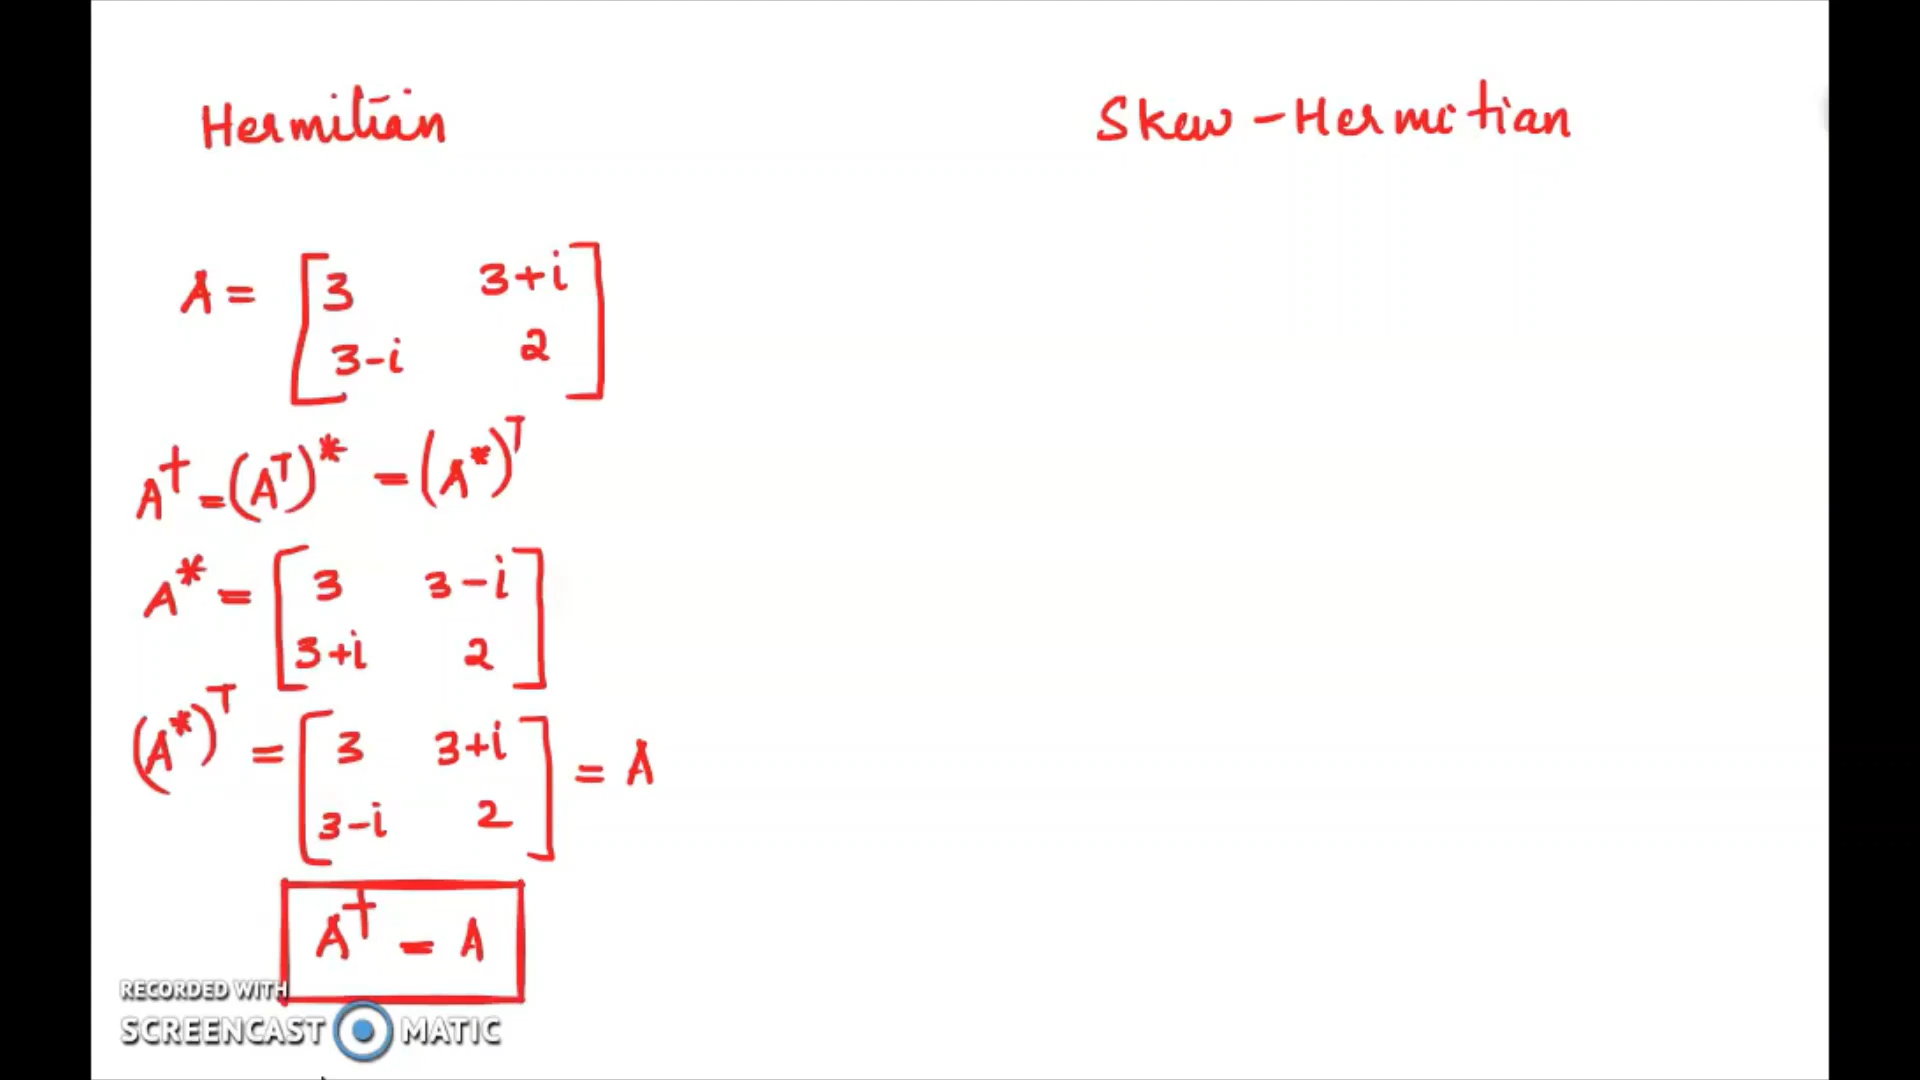 Hermitian
Skew-Hermitian
A = [3 3+i
3-i 2]
A† = (Aᵀ)* = (A*)ᵀ
A* = [3 3-i
3+i 2]
(A*)ᵀ = [3 3+i
3-i 2] = A
A† = A
RECORDED WITH
SCREENCAST MATIC